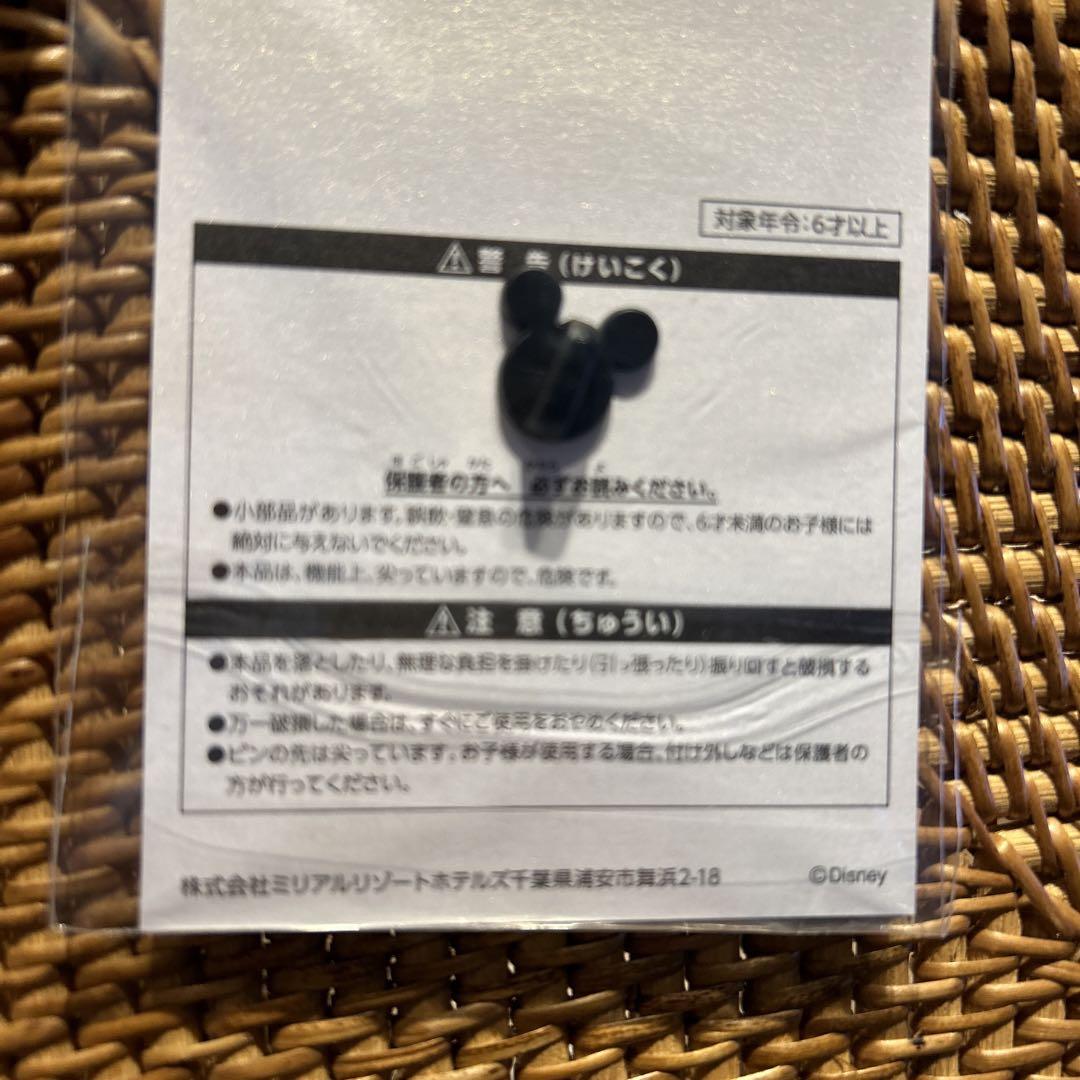 対象年令:6才以上
⚠警 告(けいこく)
保護者の方へ 必ずお読みください。
●小部品があります。誤飲・窒息の危険がありますので、6才未満のお子様には
絶対に与えないでください。
●本品は、機能上、尖っていますので、危険です。
⚠注 意(ちゅうい)
●本品を落としたり、無理な負担を掛けたり(引っ張ったり)振り回すと破損する
おそれがあります。
●万一破損した場合は、すぐにご使用をおやめください。
●ピンの先は尖っています。お子様が使用する場合、付け外しなどは保護者の
方が行ってください。
株式会社ミリアルリゾートホテルズ千葉県浦安市舞浜2-18
©Disney